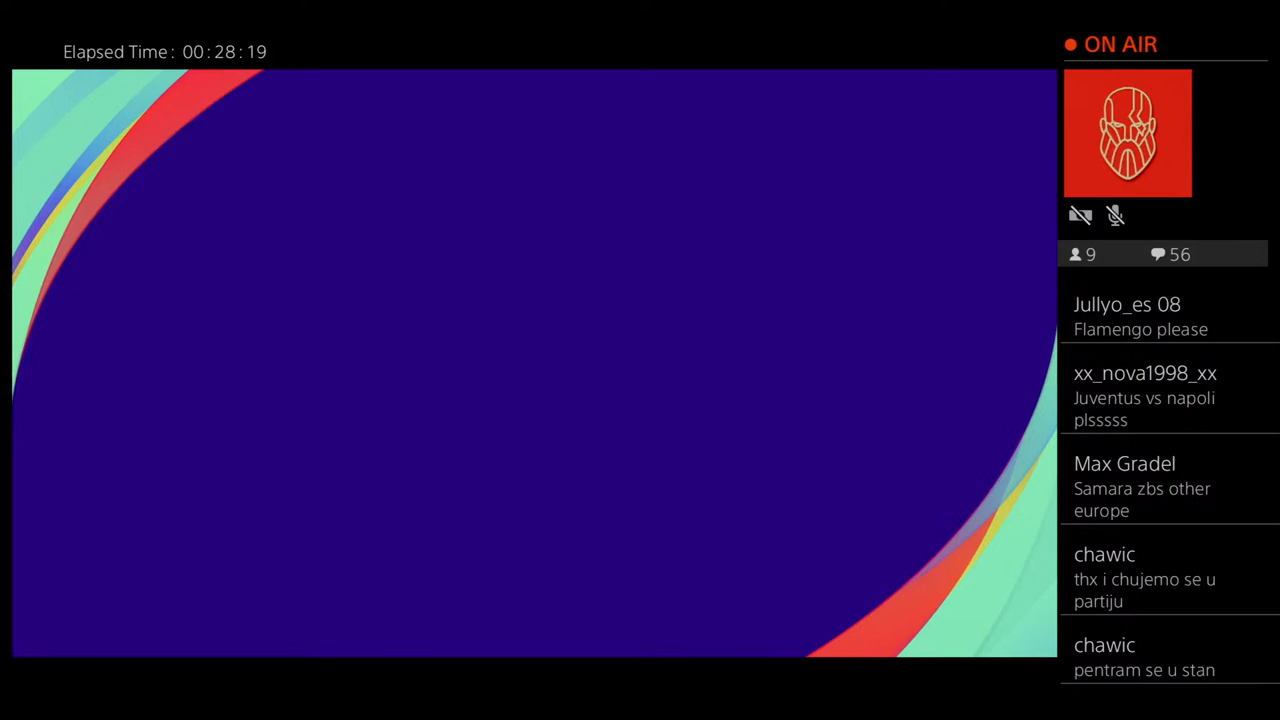 Elapsed Time: 00:28:19
ON AIR
9 56
Jullyo_es 08
Flamengo please
xx_nova1998_xx
Juventus vs napoli
plsssss
Max Gradel
Samara zbs other
europe
chawic
thx i chujemo se u
partiju
chawic
pentram se u stan